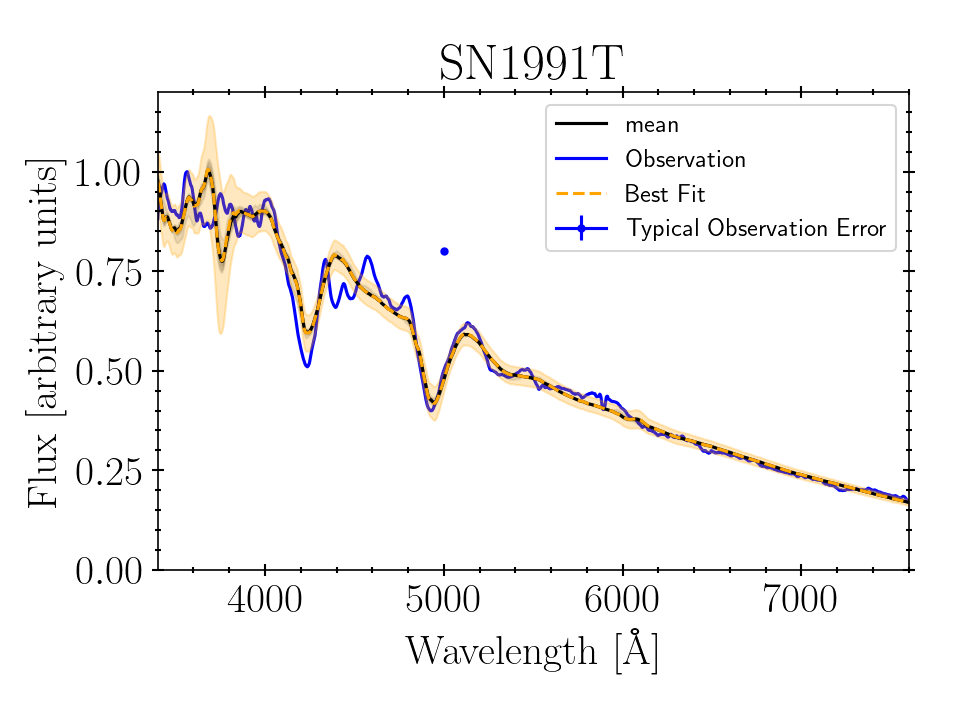 SN1991T
mean
Observation
Best Fit
Typical Observation Error
Flux [arbitrary units]
1.00
0.75
0.50
0.25
0.00
4000 5000 6000 7000
Wavelength [Å]